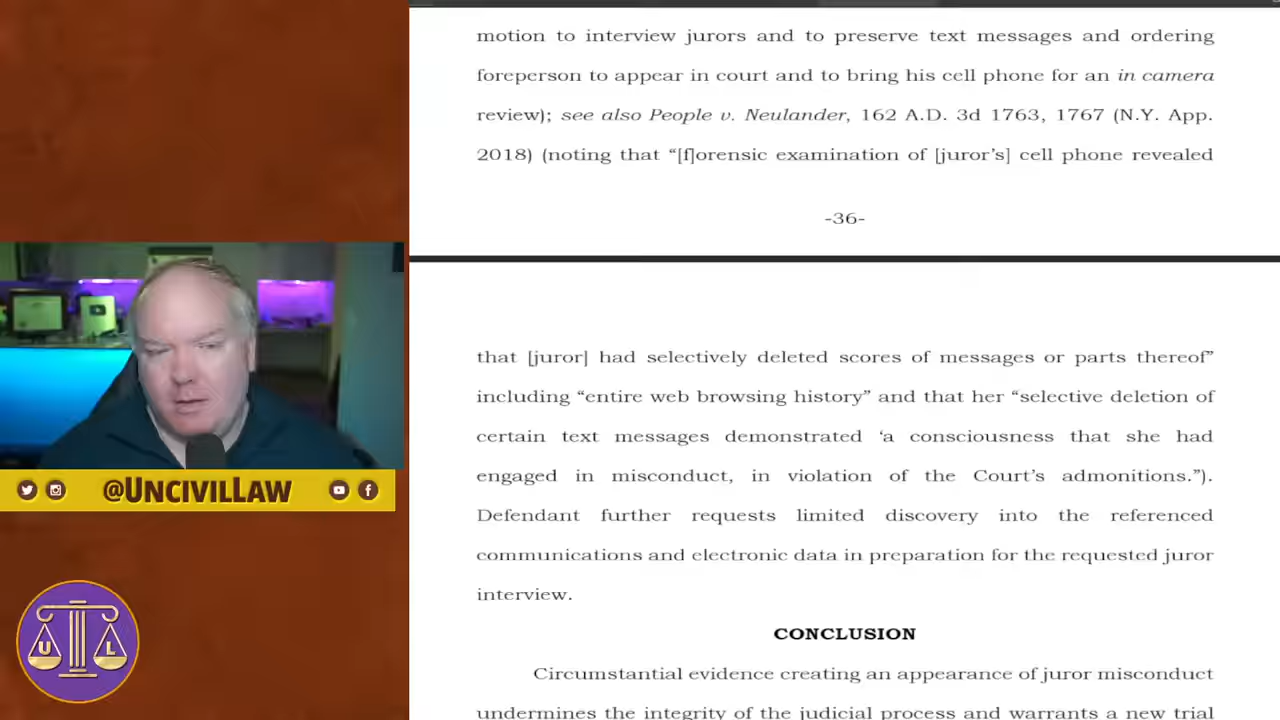 motion to interview jurors and to preserve text messages and ordering
foreperson to appear in court and to bring his cell phone for an in camera
review); see also People v. Neulander, 162 A.D. 3d 1763, 1767 (N.Y. App.
2018) (noting that “[f]orensic examination of [juror’s] cell phone revealed
-36-
that [juror] had selectively deleted scores of messages or parts thereof”
including “entire web browsing history” and that her “selective deletion of
certain text messages demonstrated ‘a consciousness that she had
engaged in misconduct, in violation of the Court’s admonitions.”).
Defendant further requests limited discovery into the referenced
communications and electronic data in preparation for the requested juror
interview.
CONCLUSION
Circumstantial evidence creating an appearance of juror misconduct
undermines the integrity of the judicial process and warrants a new trial
@UNCIVILLAW
U L